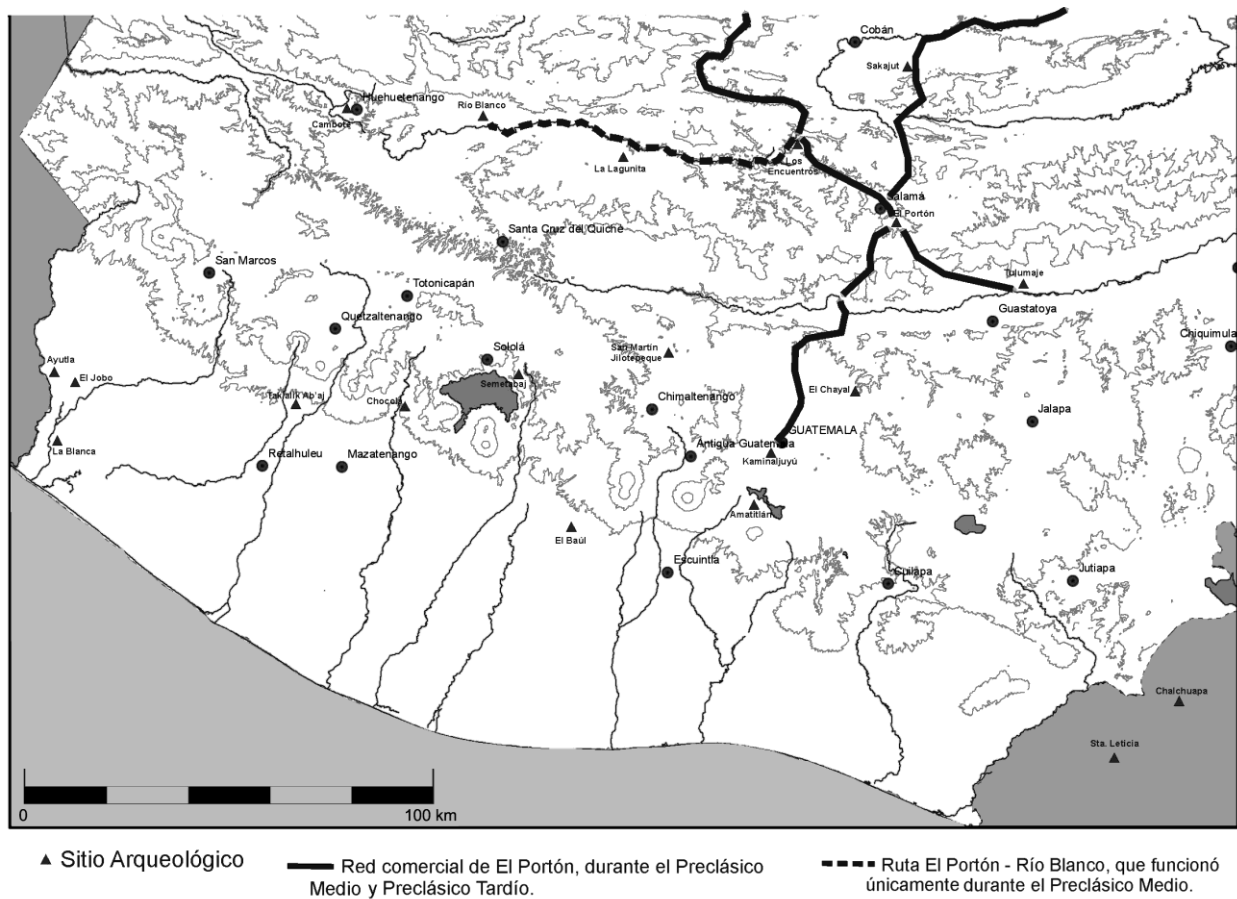 Cobán
Sakajut
Huehuetenango
Cambote
Río Blanco
La Lagunita
Los
Encuentros
Salamá
El Portón
Santa Cruz del Quiché
San Marcos
Totonicapán
Tulumaje
Quetzaltenango
Guastatoya
Chiquimula
San Martín
Jilotepeque
Sololá
Semetabaj
Ayutla
El Jobo
El Chayal
Tak'alik Ab'aj
Chocolá
Chimaltenango
Jalapa
La Blanca
GUATEMALA
Antigua Guatemala
Kaminaljuyú
Retalhuleu
Mazatenango
Amatitlán
El Baúl
Escuintla
Cuilapa
Jutiapa
Chalchuapa
Sta. Leticia
0
100 km
Sitio Arqueológico
Red comercial de El Portón, durante el Preclásico
Medio y Preclásico Tardío.
Ruta El Portón - Río Blanco, que funcionó
únicamente durante el Preclásico Medio.